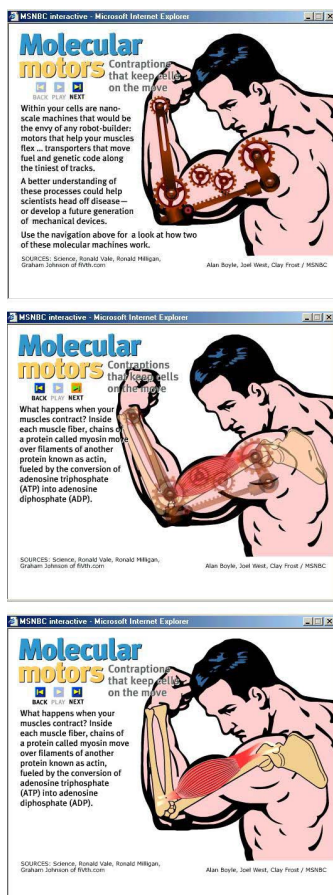 MSNBC interactive - Microsoft Internet Explorer
Molecular
motors
Contraptions
that keep cells
on the move
BACK PLAY NEXT
Within your cells are nano-
scale machines that would be
the envy of any robot-builder:
motors that help your muscles
flex ... transporters that move
fuel and genetic code along
the tiniest of tracks.
A better understanding of
these processes could help
scientists head off disease—
or develop a future generation
of mechanical devices.
Use the navigation above for a look at how two
of these molecular machines work.
SOURCES: Science, Ronald Vale, Ronald Milligan,
Graham Johnson of fiVth.com
Alan Boyle, Joel West, Clay Frost / MSNBC
MSNBC interactive - Microsoft Internet Explorer
Molecular
motors
Contraptions
that keep cells
on the move
BACK PLAY NEXT
What happens when your
muscles contract? Inside
each muscle fiber, chains of
a protein called myosin move
over filaments of another
protein known as actin,
fueled by the conversion of
adenosine triphosphate
(ATP) into adenosine
diphosphate (ADP).
SOURCES: Science, Ronald Vale, Ronald Milligan,
Graham Johnson of fiVth.com
Alan Boyle, Joel West, Clay Frost / MSNBC
MSNBC interactive - Microsoft Internet Explorer
Molecular
motors
Contraptions
that keep cells
on the move
BACK PLAY NEXT
What happens when your
muscles contract? Inside
each muscle fiber, chains of
a protein called myosin move
over filaments of another
protein known as actin,
fueled by the conversion of
adenosine triphosphate
(ATP) into adenosine
diphosphate (ADP).
SOURCES: Science, Ronald Vale, Ronald Milligan,
Graham Johnson of fiVth.com
Alan Boyle, Joel West, Clay Frost / MSNBC